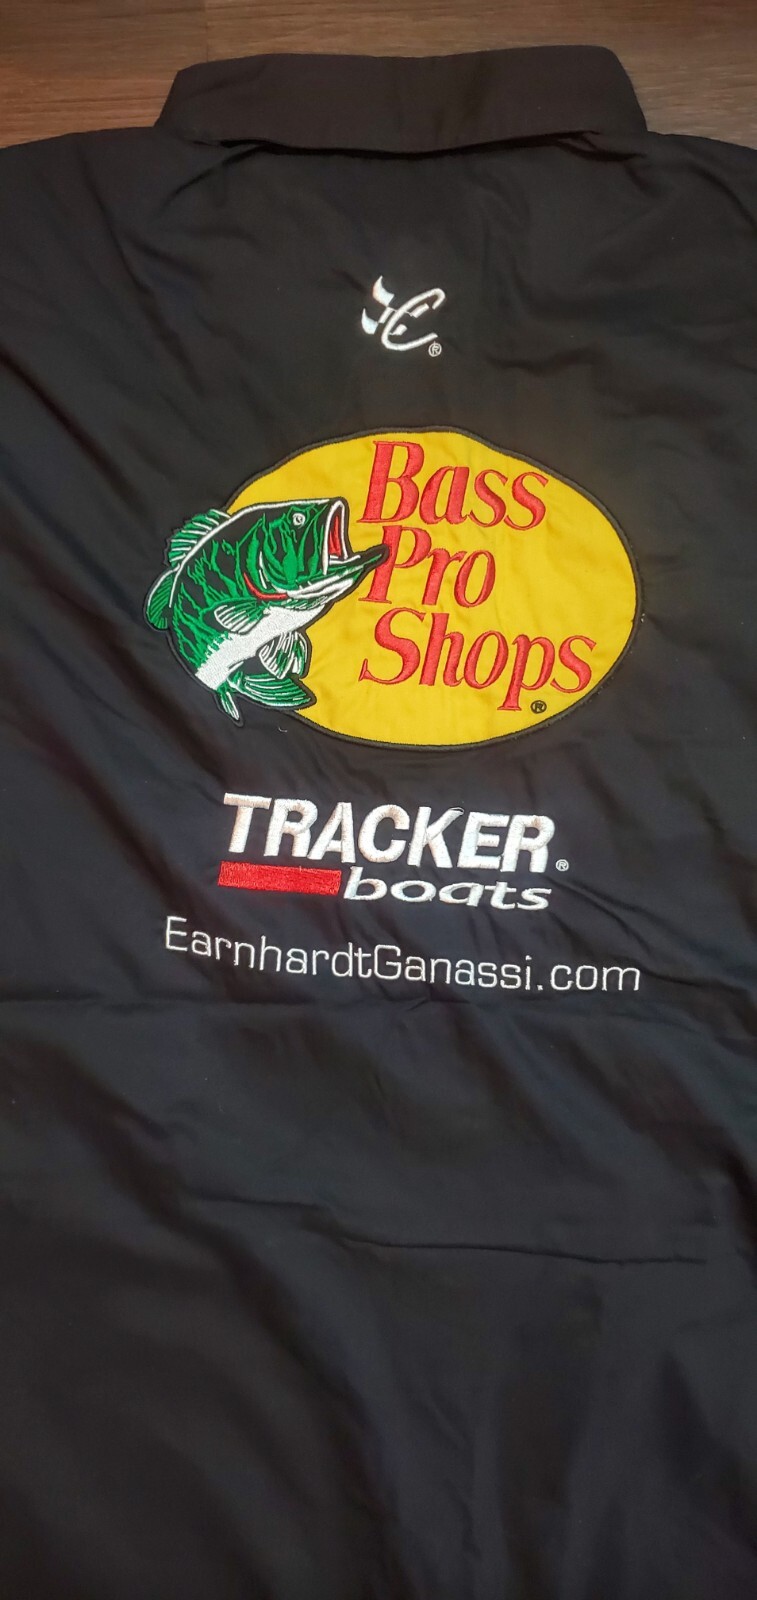 Bass
Pro
Shops®
TRACKER®
boats
EarnhardtGanassi.com